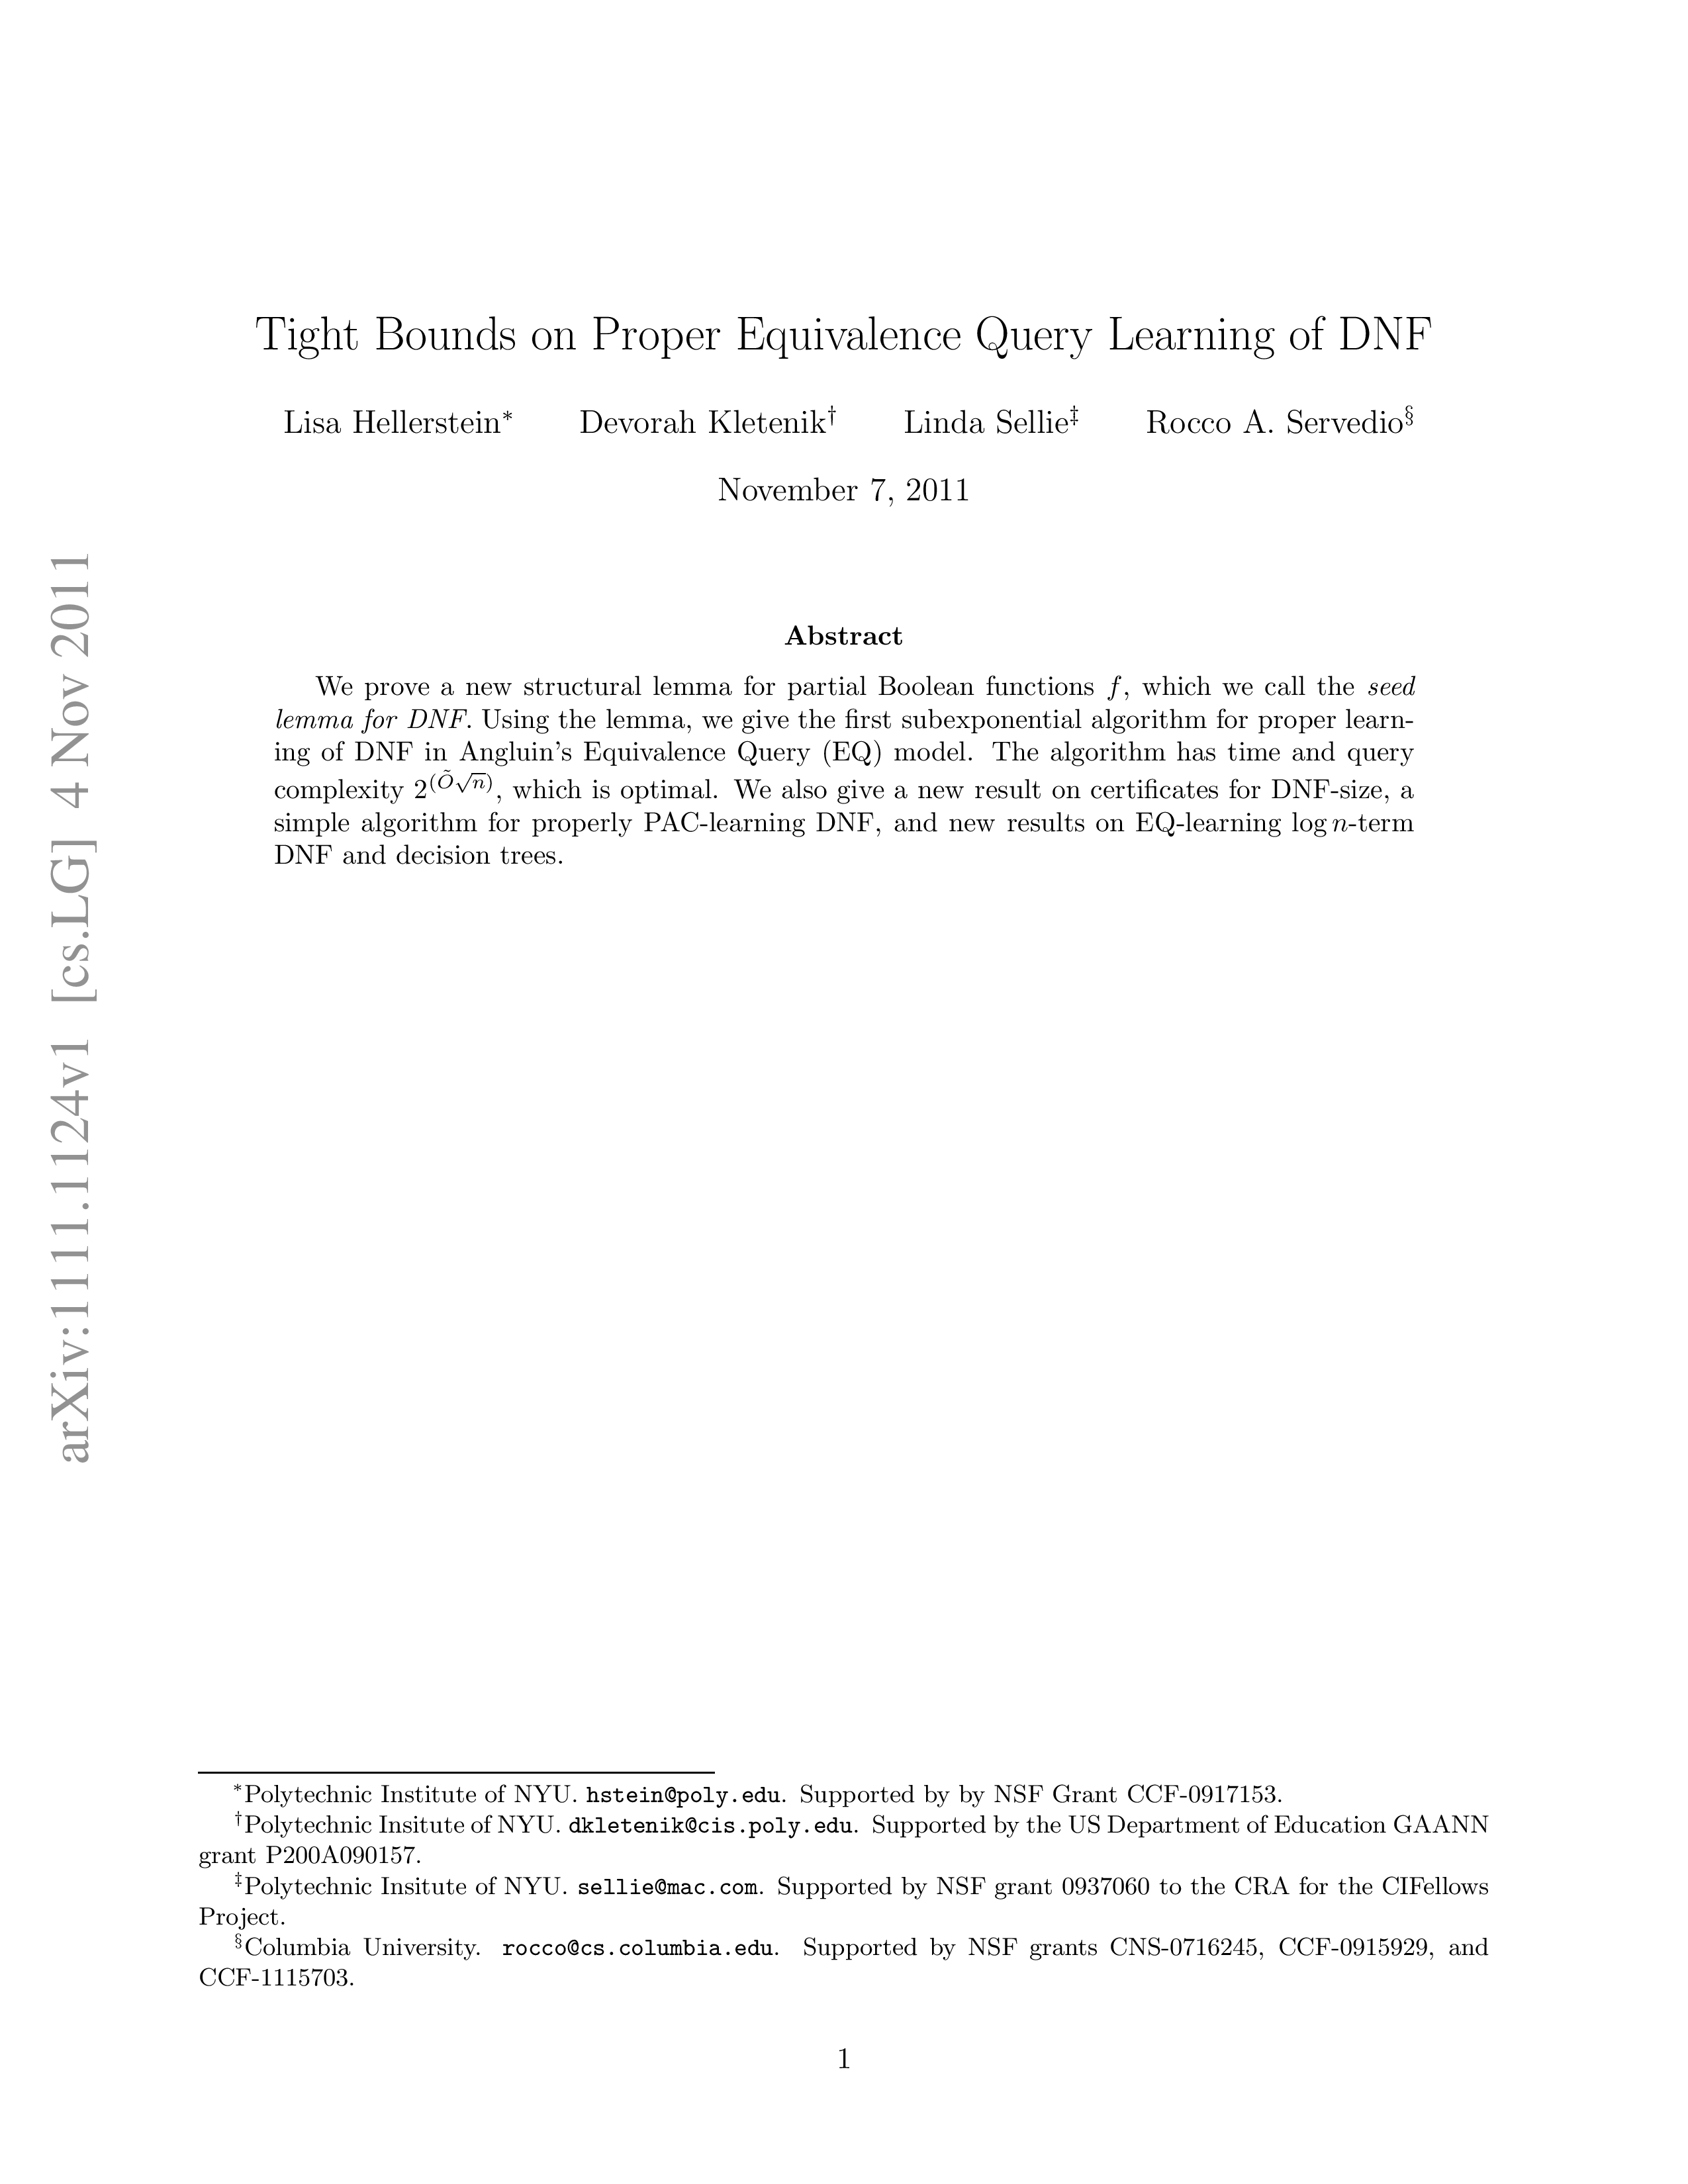 Tight Bounds on Proper Equivalence Query Learning of DNF
Lisa Hellerstein* Devorah Kletenik† Linda Sellie‡ Rocco A. Servedio§
November 7, 2011
Abstract
We prove a new structural lemma for partial Boolean functions f, which we call the seed
lemma for DNF. Using the lemma, we give the first subexponential algorithm for proper learn-
ing of DNF in Angluin's Equivalence Query (EQ) model. The algorithm has time and query
complexity 2^(Õ√n), which is optimal. We also give a new result on certificates for DNF-size, a
simple algorithm for properly PAC-learning DNF, and new results on EQ-learning log n-term
DNF and decision trees.
arXiv:1111.1124v1 [cs.LG] 4 Nov 2011
*Polytechnic Institute of NYU. hstein@poly.edu. Supported by by NSF Grant CCF-0917153.
†Polytechnic Insitute of NYU. dkletenik@cis.poly.edu. Supported by the US Department of Education GAANN
grant P200A090157.
‡Polytechnic Insitute of NYU. sellie@mac.com. Supported by NSF grant 0937060 to the CRA for the CIFellows
Project.
§Columbia University. rocco@cs.columbia.edu. Supported by NSF grants CNS-0716245, CCF-0915929, and
CCF-1115703.
1